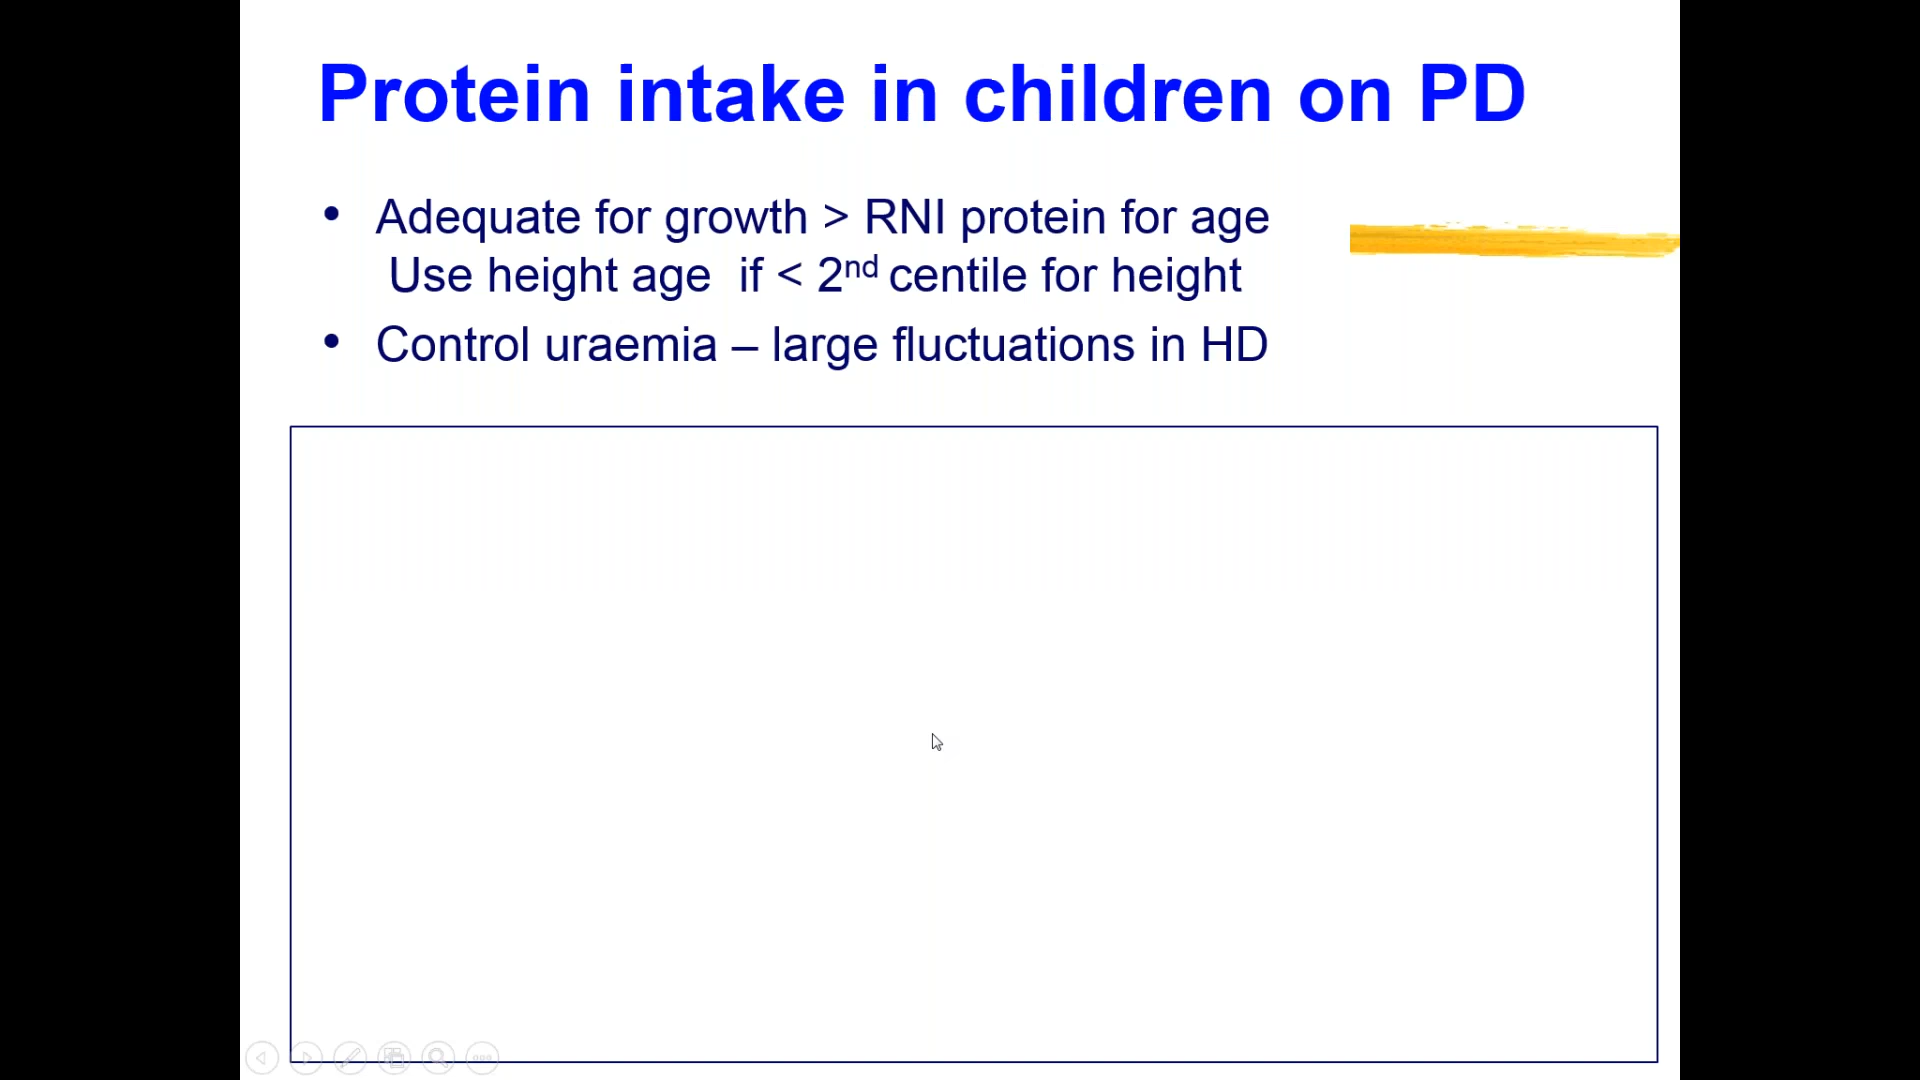 Protein intake in children on PD
• Adequate for growth > RNI protein for age
Use height age if < 2nd centile for height
• Control uraemia – large fluctuations in HD